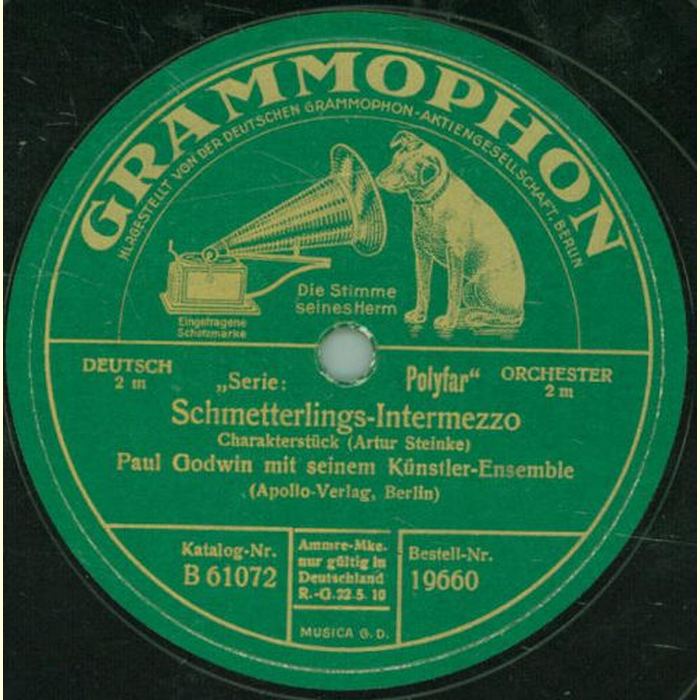 GRAMMOPHON
HERGESTELLT VON DER DEUTSCHEN GRAMMOPHON-AKTIENGESELLSCHAFT, BERLIN
Die Stimme
seines Herrn
Eingetragene
Schutzmarke
DEUTSCH
2 m
„Serie: Polyfar“
ORCHESTER
2 m
Schmetterlings-Intermezzo
Charakterstück (Artur Steinke)
Paul Godwin mit seinem Künstler-Ensemble
(Apollo-Verlag, Berlin)
Katalog-Nr.
B 61072
Ammre-Mke.
nur gültig in
Deutschland
R.-G. 22. 5. 10
Bestell-Nr.
19660
MUSICA G. D.